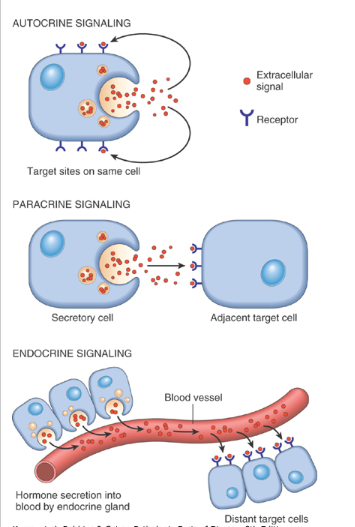 AUTOCRINE SIGNALING
Extracellular
signal
Receptor
Target sites on same cell
PARACRINE SIGNALING
Secretory cell
Adjacent target cell
ENDOCRINE SIGNALING
Blood vessel
Hormone secretion into
blood by endocrine gland
Distant target cells